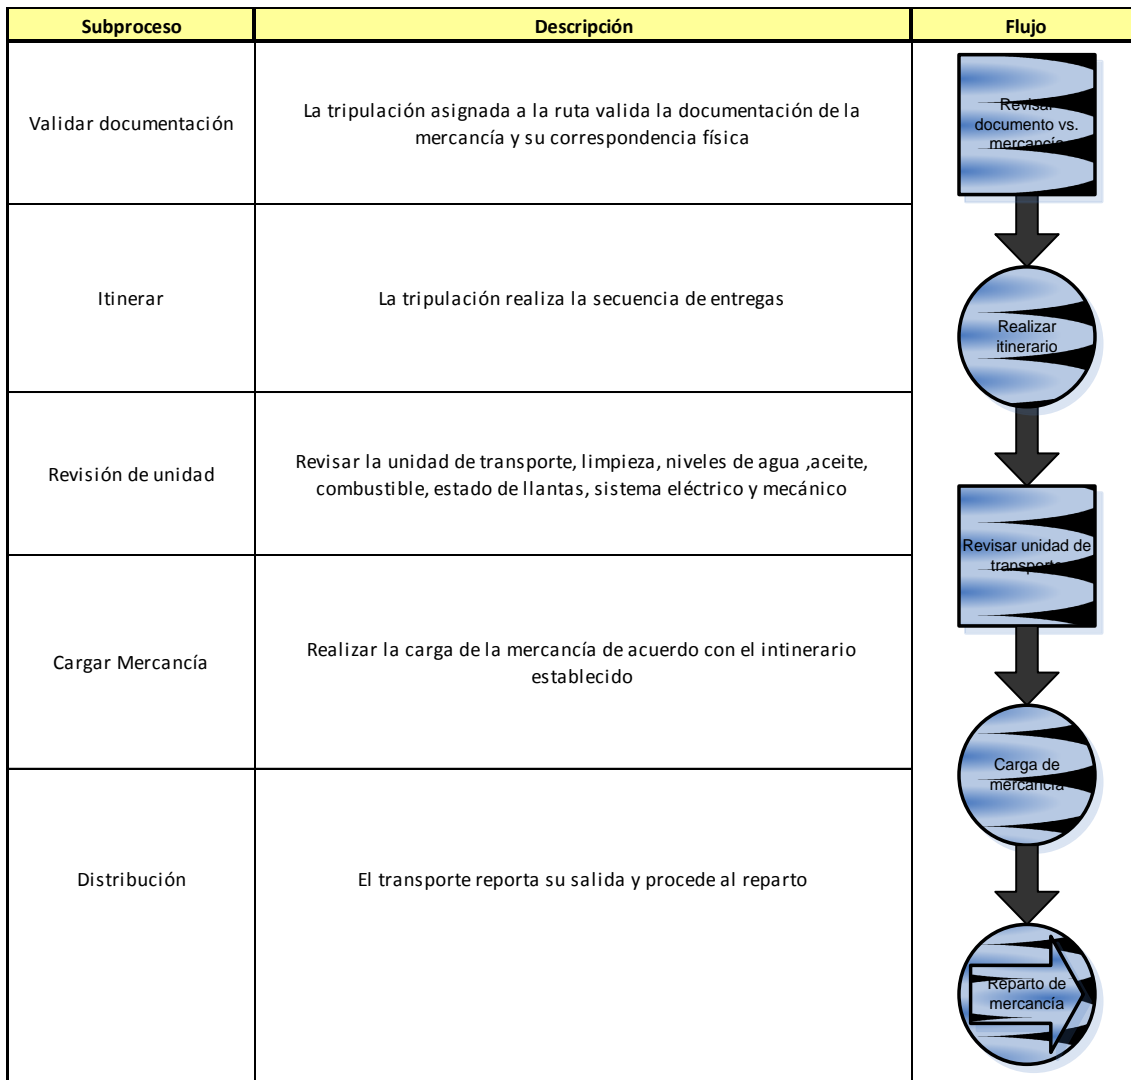 Subproceso
Descripción
Flujo
Validar documentación
La tripulación asignada a la ruta valida la documentación de la
mercancía y su correspondencia física
Revisar
documento vs.
mercancía
Itinerar
La tripulación realiza la secuencia de entregas
Realizar
itinerario
Revisión de unidad
Revisar la unidad de transporte, limpieza, niveles de agua ,aceite,
combustible, estado de llantas, sistema eléctrico y mecánico
Revisar unidad de
transporte
Cargar Mercancía
Realizar la carga de la mercancía de acuerdo con el intinerario
establecido
Carga de
mercancía
Distribución
El transporte reporta su salida y procede al reparto
Reparto de
mercancía